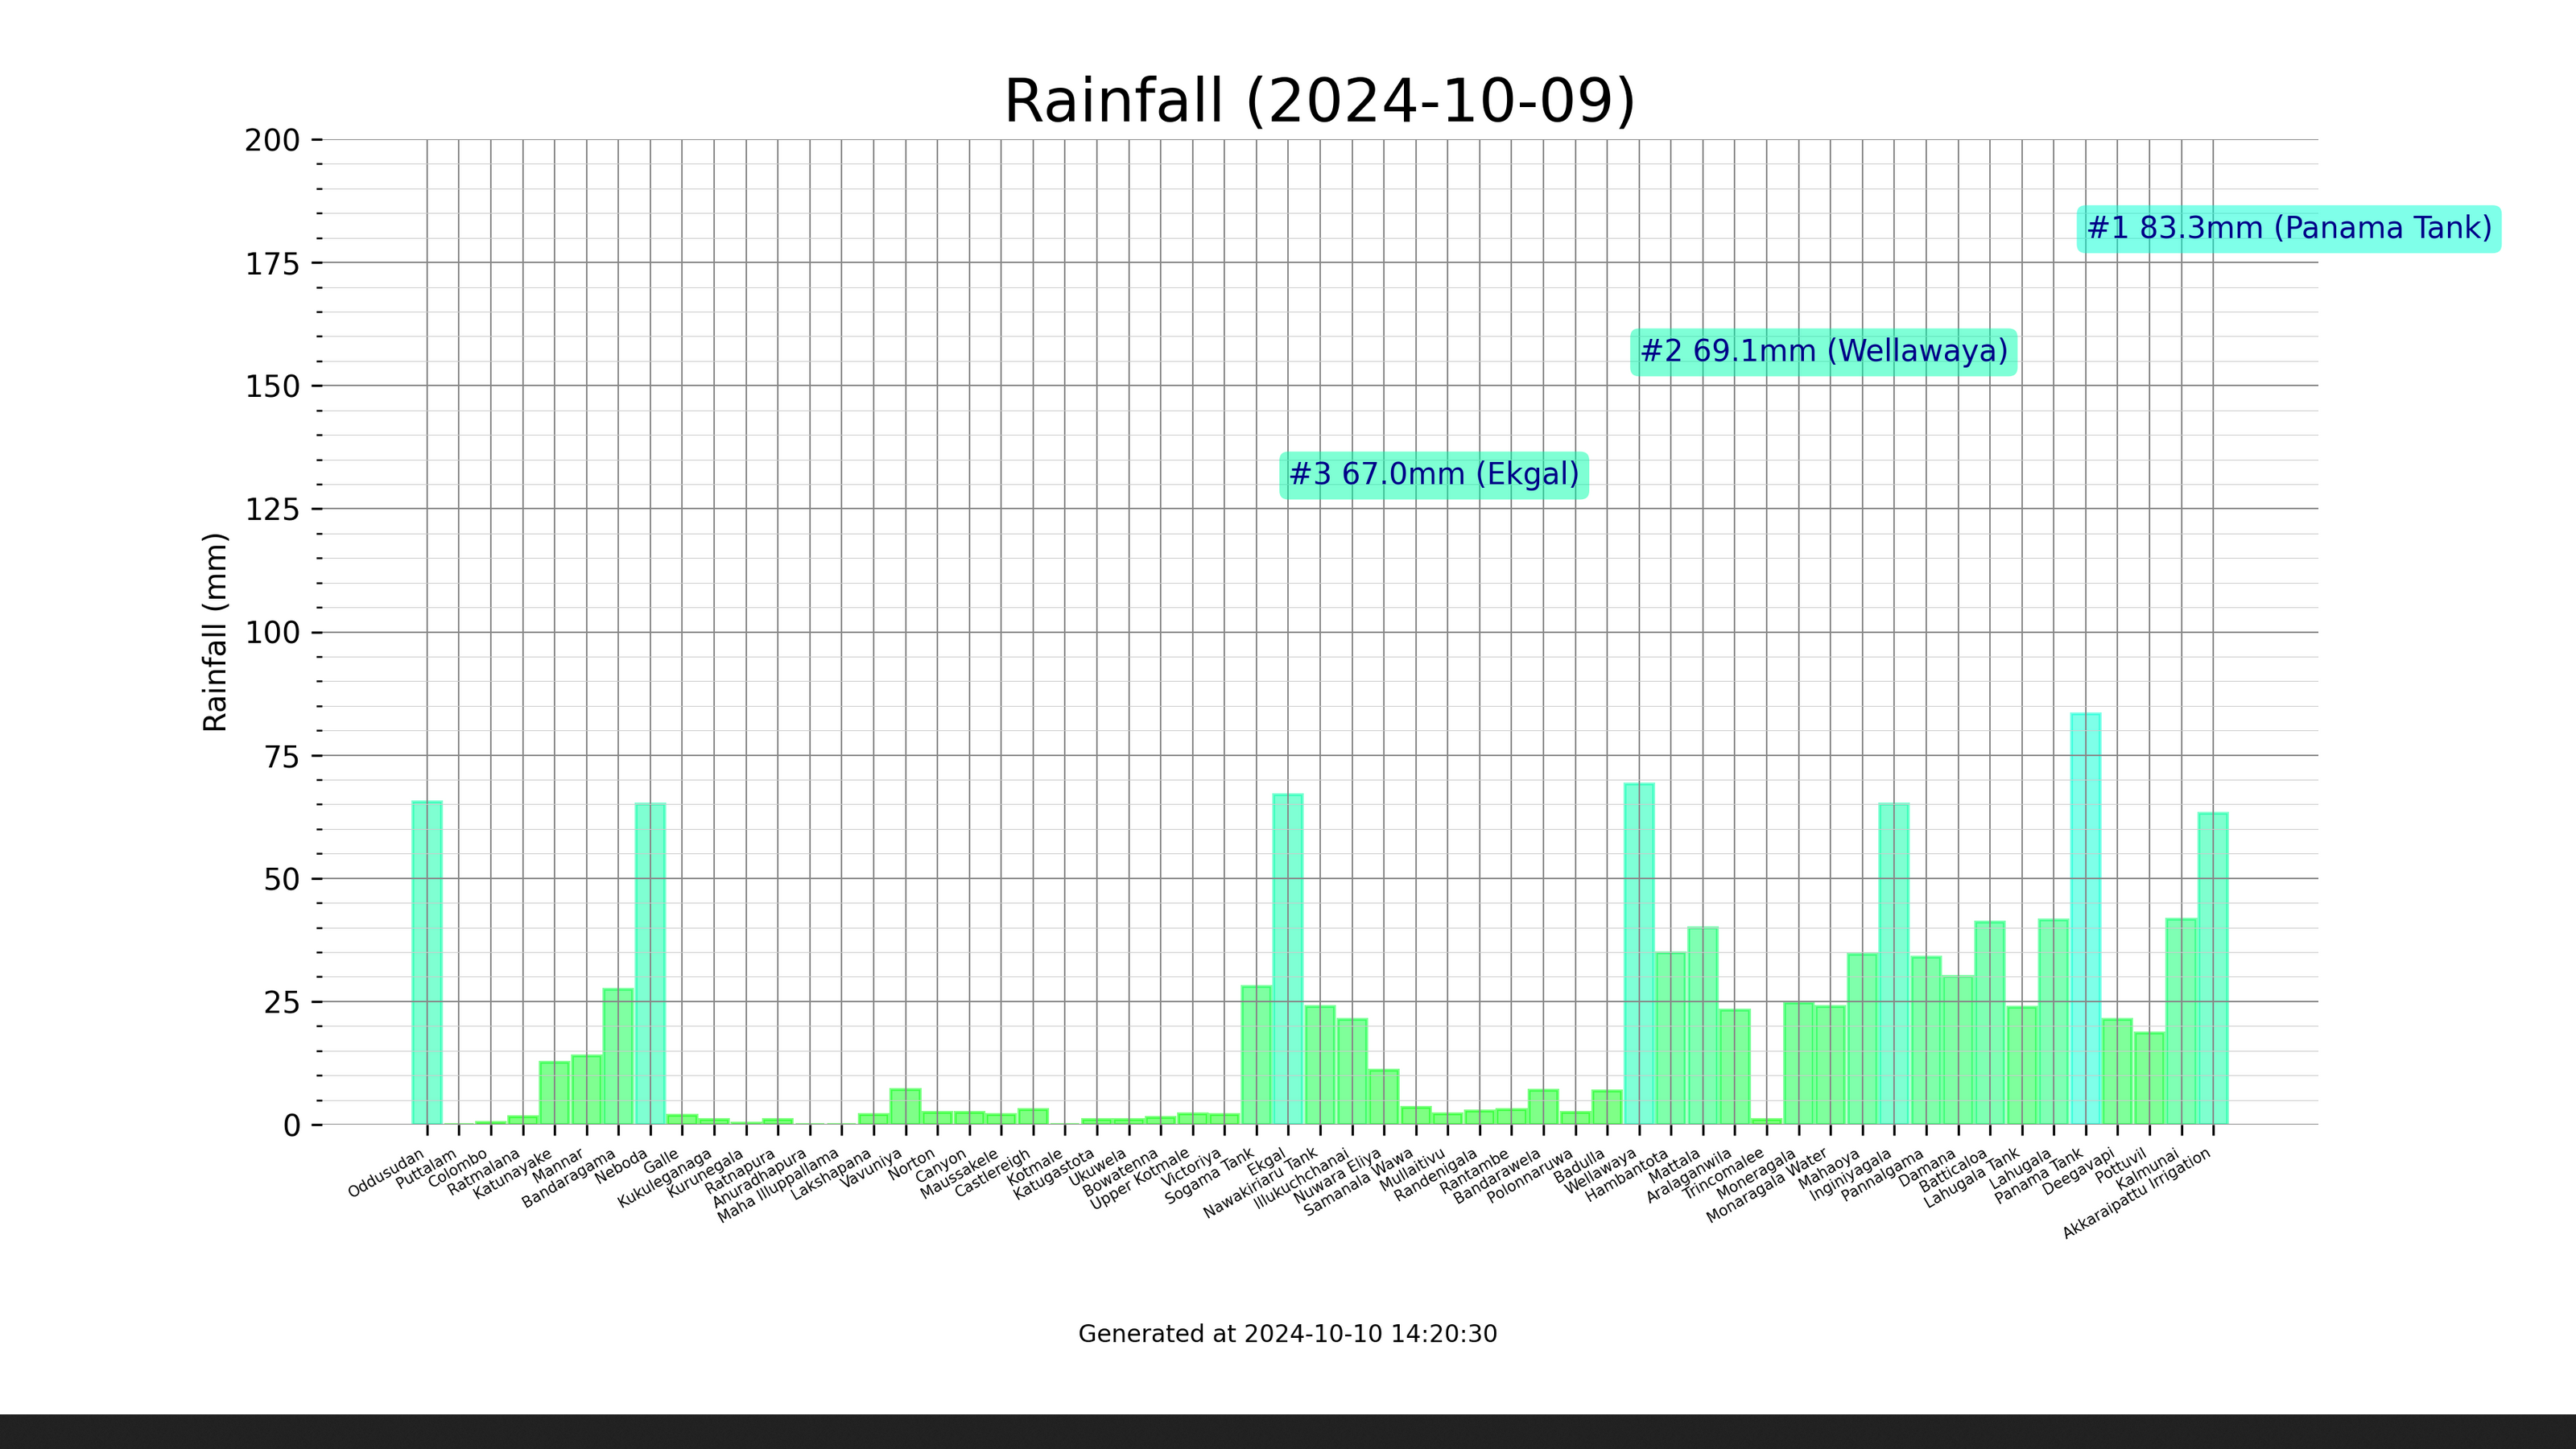 Rainfall (2024-10-09)
200
175
150
125
100
75
50
25
0
Rainfall (mm)
#1 83.3mm (Panama Tank)
#2 69.1mm (Wellawaya)
#3 67.0mm (Ekgal)
Oddusudan
Puttalam
Colombo
Ratmalana
Katunayake
Mannar
Bandaragama
Neboda
Galle
Kukuleganaga
Kurunegala
Ratnapura
Anuradhapura
Maha Illuppallama
Lakshapana
Vavuniya
Norton
Canyon
Maussakele
Castlereigh
Kotmale
Katugastota
Ukuwela
Bowatenna
Upper Kotmale
Victoriya
Sogama Tank
Ekgal
Nawakiriaru Tank
Illukuchchanai
Nuwara Eliya
Samanala Wawa
Mullaitivu
Randenigala
Rantambe
Bandarawela
Polonnaruwa
Badulla
Wellawaya
Hambantota
Mattala
Aralaganwila
Trincomalee
Moneragala
Monaragala Water
Mahaoya
Inginiyagala
Pannalgama
Damana
Batticaloa
Lahugala Tank
Lahugala
Panama Tank
Deegavapi
Pottuvil
Kalmunai
Akkaraipattu Irrigation
Generated at 2024-10-10 14:20:30